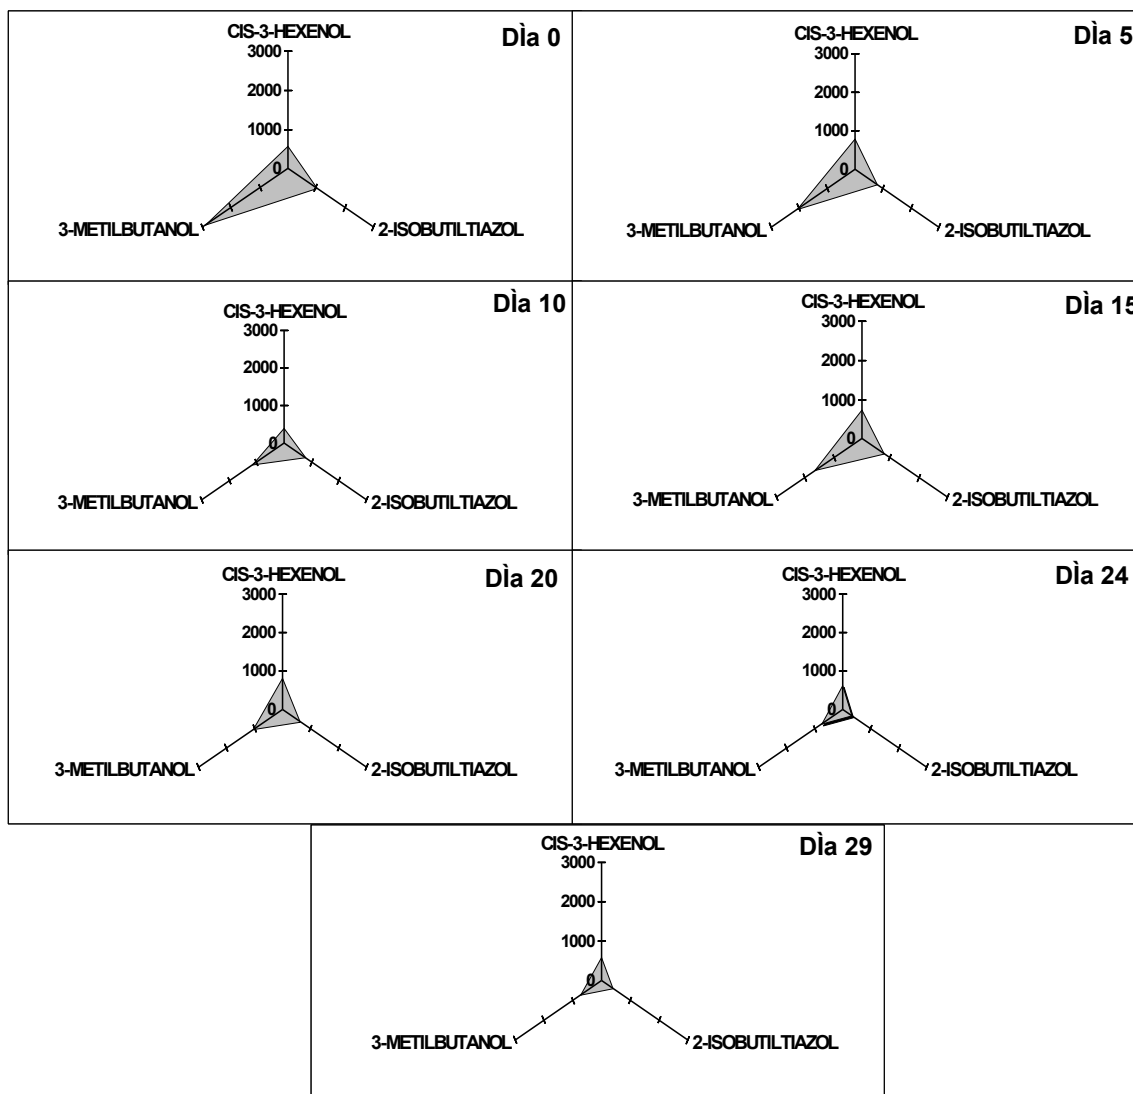 CIS-3-HEXENOL
DÌa 0
3000
2000
1000
0
3-METILBUTANOL
2-ISOBUTILTIAZOL
CIS-3-HEXENOL
DÌa 5
3000
2000
1000
0
3-METILBUTANOL
2-ISOBUTILTIAZOL
DÌa 10
CIS-3-HEXENOL
3000
2000
1000
0
3-METILBUTANOL
2-ISOBUTILTIAZOL
CIS-3-HEXENOL
DÌa 15
3000
2000
1000
0
3-METILBUTANOL
2-ISOBUTILTIAZOL
CIS-3-HEXENOL
DÌa 20
3000
2000
1000
0
3-METILBUTANOL
2-ISOBUTILTIAZOL
CIS-3-HEXENOL
DÌa 24
3000
2000
1000
0
3-METILBUTANOL
2-ISOBUTILTIAZOL
CIS-3-HEXENOL
DÌa 29
3000
2000
1000
0
3-METILBUTANOL
2-ISOBUTILTIAZOL